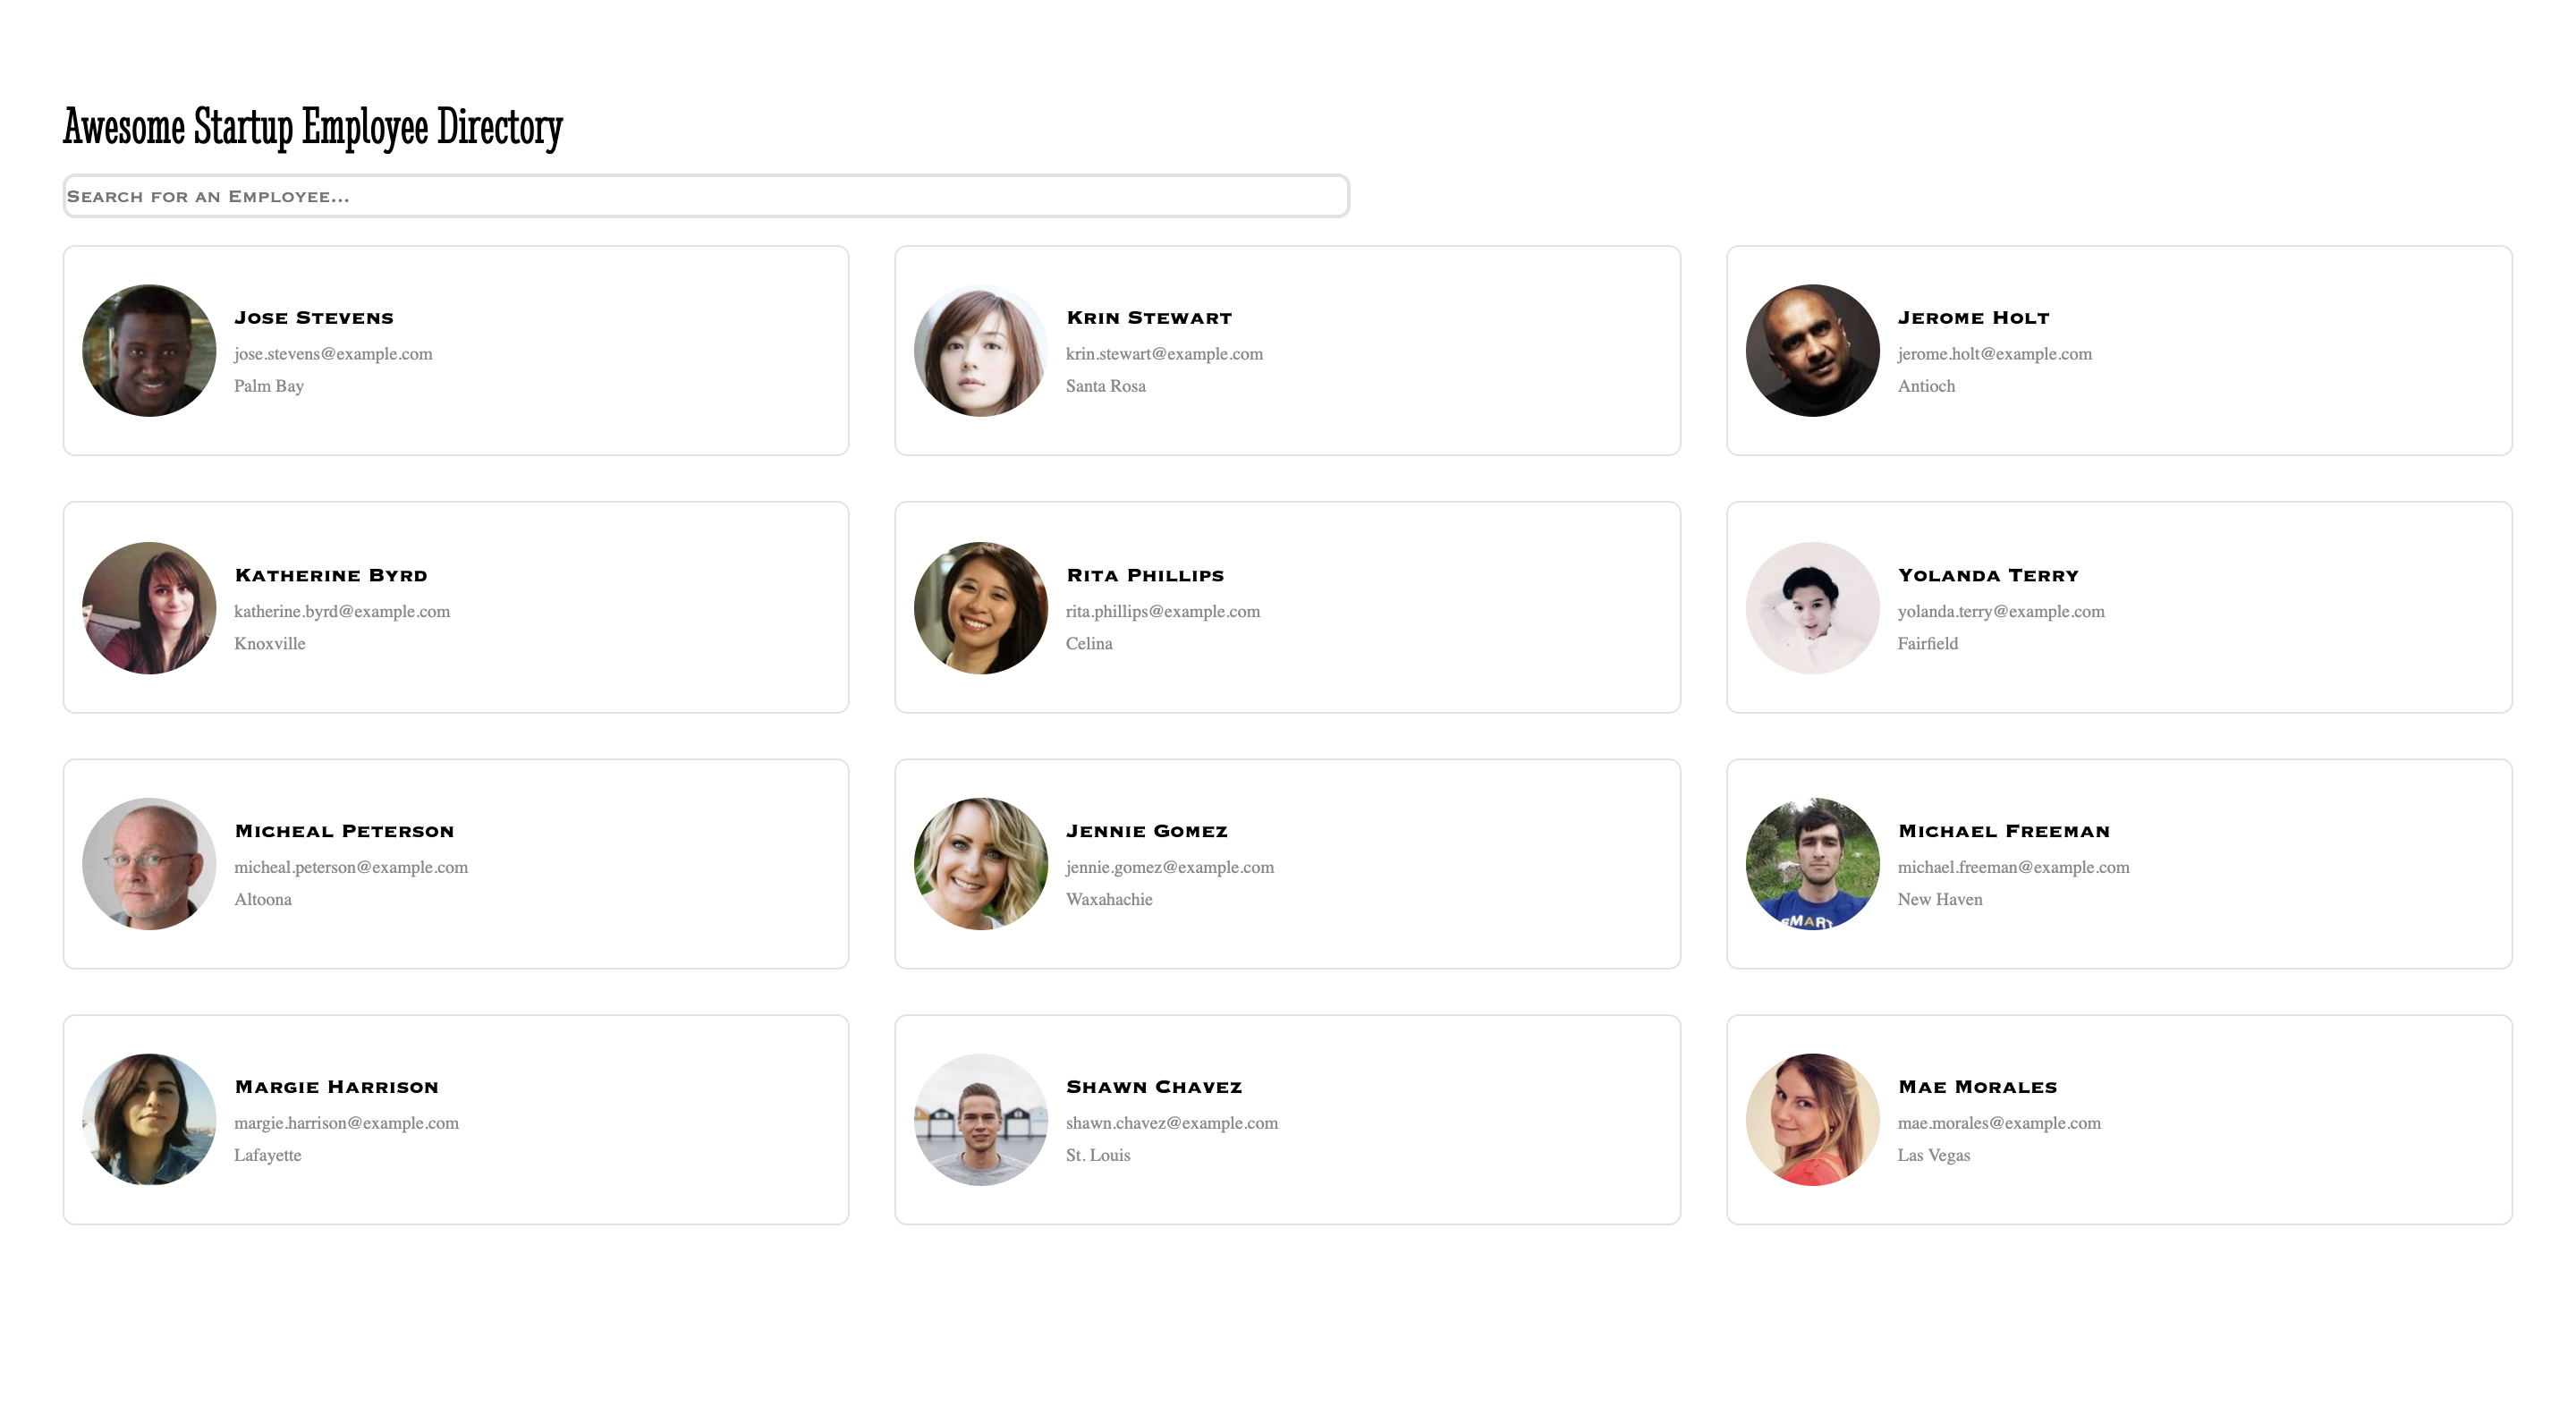 Awesome Startup Employee Directory
Search for an Employee...
Jose Stevens
jose.stevens@example.com
Palm Bay
Krin Stewart
krin.stewart@example.com
Santa Rosa
Jerome Holt
jerome.holt@example.com
Antioch
Katherine Byrd
katherine.byrd@example.com
Knoxville
Rita Phillips
rita.phillips@example.com
Celina
Yolanda Terry
yolanda.terry@example.com
Fairfield
Micheal Peterson
micheal.peterson@example.com
Altoona
Jennie Gomez
jennie.gomez@example.com
Waxahachie
Michael Freeman
michael.freeman@example.com
New Haven
SMART
Margie Harrison
margie.harrison@example.com
Lafayette
Shawn Chavez
shawn.chavez@example.com
St. Louis
Mae Morales
mae.morales@example.com
Las Vegas